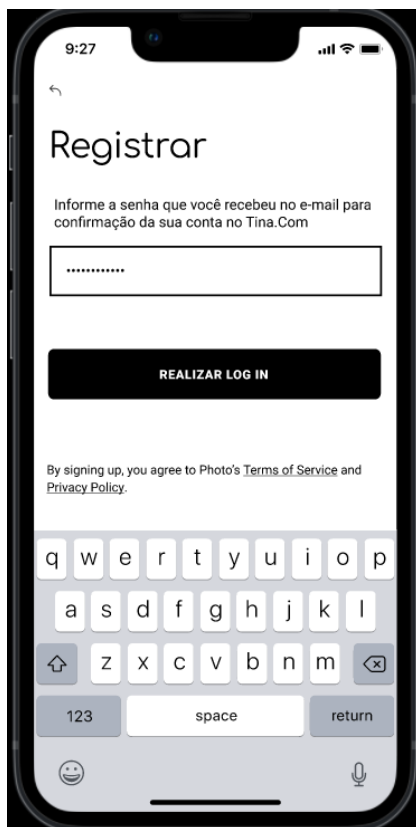 9:27
Registrar
Informe a senha que você recebeu no e-mail para
confirmação da sua conta no Tina.Com
••••••••••••
REALIZAR LOG IN
By signing up, you agree to Photo’s Terms of Service and
Privacy Policy.
q w e r t y u i o p
a s d f g h j k l
z x c v b n m
123 space return